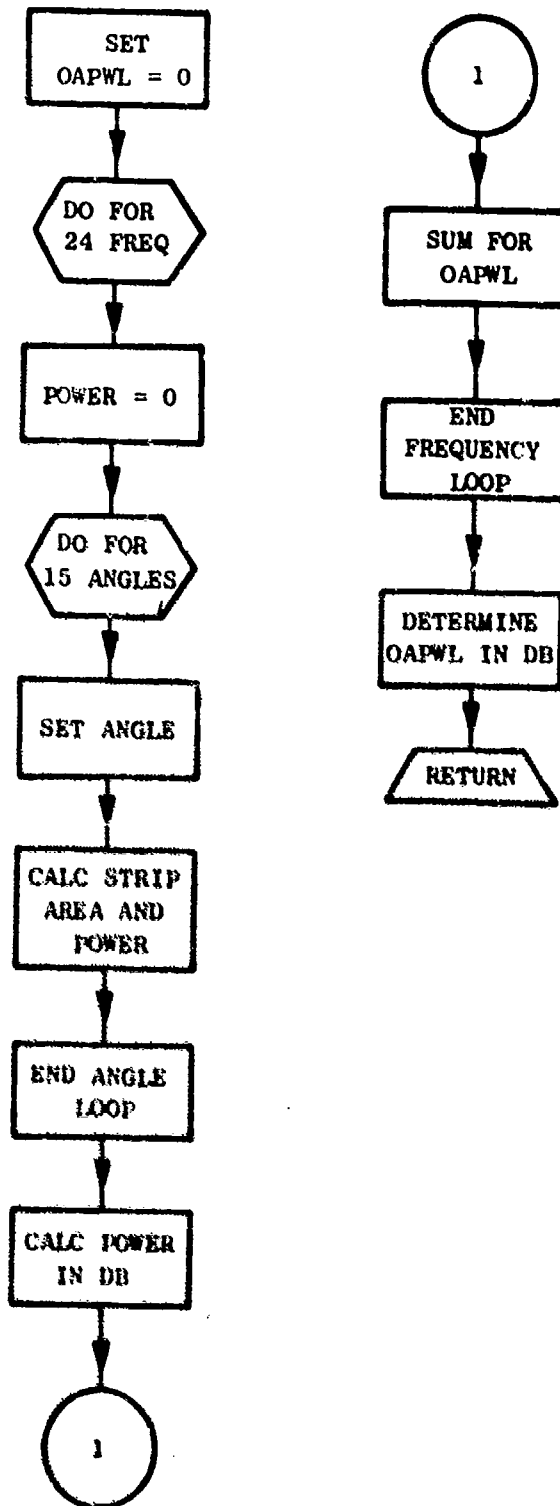 SET
OAPWL = 0
DO FOR
24 FREQ
POWER = 0
DO FOR
15 ANGLES
SET ANGLE
CALC STRIP
AREA AND
POWER
END ANGLE
LOOP
CALC POWER
IN DB
1
1
SUM FOR
OAPWL
END
FREQUENCY
LOOP
DETERMINE
OAPWL IN DB
RETURN